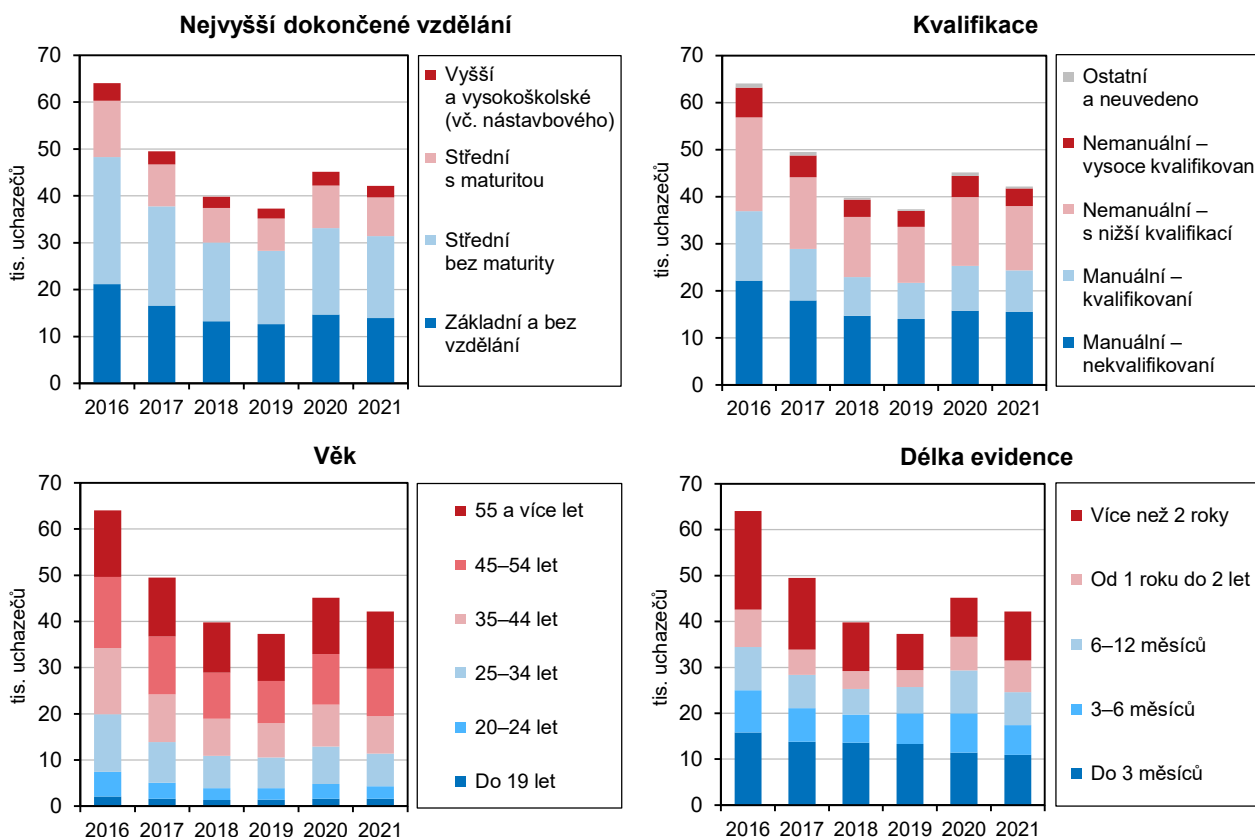 Nejvyšší dokončené vzdělání
70
60
50
40
30
20
10
0
tis. uchazečů
2016 2017 2018 2019 2020 2021
Vyšší
a vysokoškolské
(vč. nástavbového)
Střední
s maturitou
Střední
bez maturity
Základní a bez
vzdělání
Kvalifikace
70
60
50
40
30
20
10
0
tis. uchazečů
2016 2017 2018 2019 2020 2021
Ostatní
a neuvedeno
Nemanuální –
vysoce kvalifikovan
Nemanuální –
s nižší kvalifikací
Manuální –
kvalifikovaní
Manuální –
nekvalifikovaní
Věk
70
60
50
40
30
20
10
0
tis. uchazečů
2016 2017 2018 2019 2020 2021
55 a více let
45–54 let
35–44 let
25–34 let
20–24 let
Do 19 let
Délka evidence
70
60
50
40
30
20
10
0
tis. uchazečů
2016 2017 2018 2019 2020 2021
Více než 2 roky
Od 1 roku do 2 let
6–12 měsíců
3–6 měsíců
Do 3 měsíců